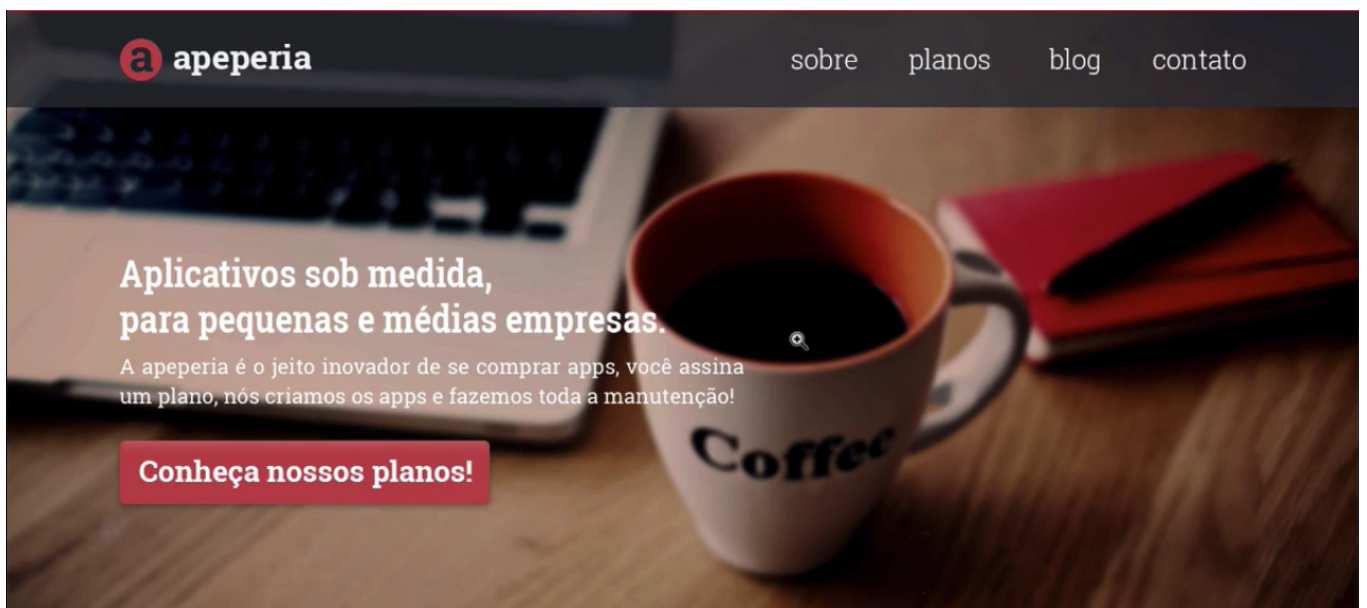 a apeperia
sobre planos blog contato
Aplicativos sob medida,
para pequenas e médias empresas.
A apeperia é o jeito inovador de se comprar apps, você assina
um plano, nós criamos os apps e fazemos toda a manutenção!
Conheça nossos planos!
Coffee